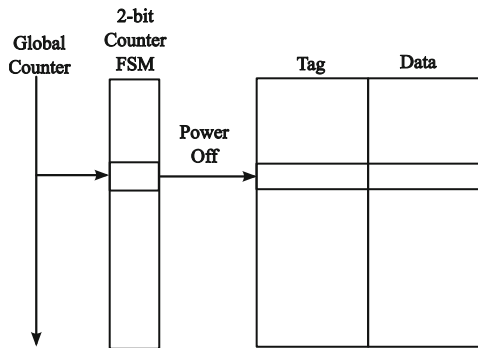 Global
Counter
2-bit
Counter
FSM
Power
Off
Tag
Data